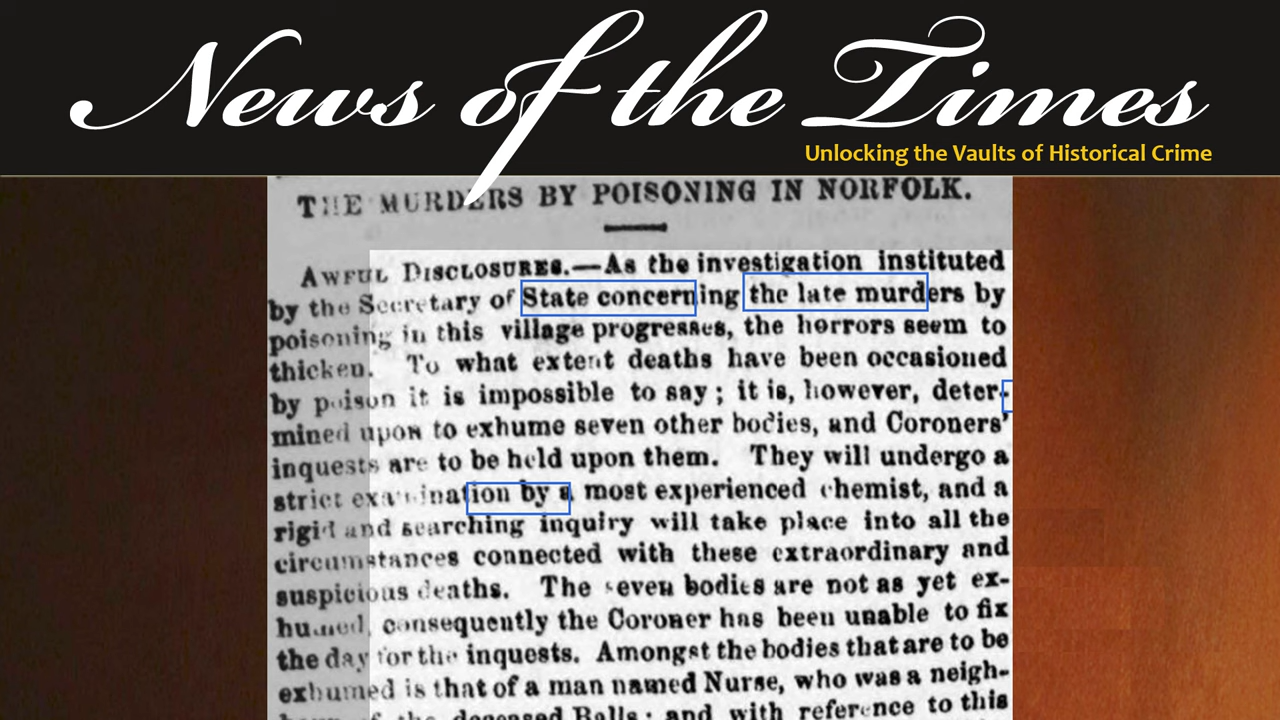 News of the Times
Unlocking the Vaults of Historical Crime
THE MURDERS BY POISONING IN NORFOLK.
AWFUL DISCLOSURES.—As the investigation instituted
by the Secretary of State concerning the late murders by
poisoning in this village progresses, the horrors seem to
thicken. To what extent deaths have been occasioned
by poison it is impossible to say; it is, however, deter-
mined upon to exhume seven other bodies, and Coroners'
inquests are to be held upon them. They will undergo a
strict examination by a most experienced chemist, and a
rigid and searching inquiry will take place into all the
circumstances connected with these extraordinary and
suspicious deaths. The seven bodies are not as yet ex-
humed, consequently the Coroner has been unable to fix
the day for the inquests. Amongst the bodies that are to be
exhumed is that of a man named Nurse, who was a neigh-
bour of the deceased Balls; and with reference to this